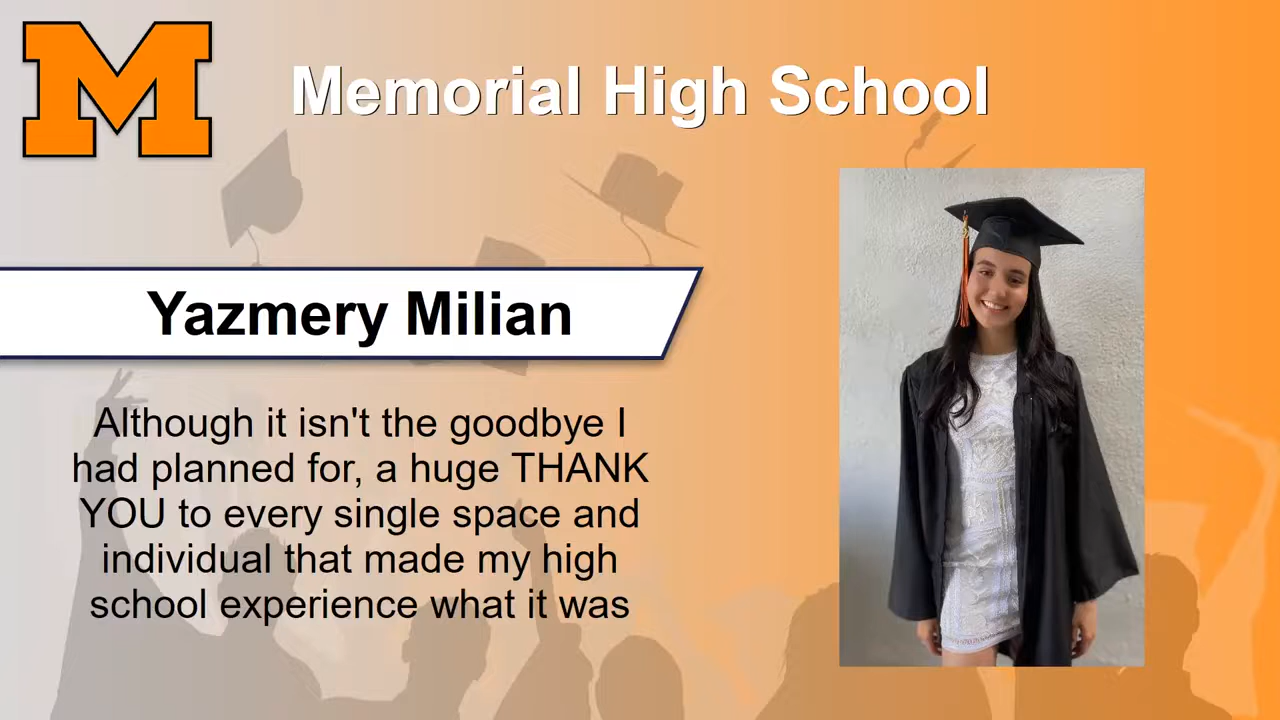 M
Memorial High School
Yazmery Milian
Although it isn't the goodbye I
had planned for, a huge THANK
YOU to every single space and
individual that made my high
school experience what it was